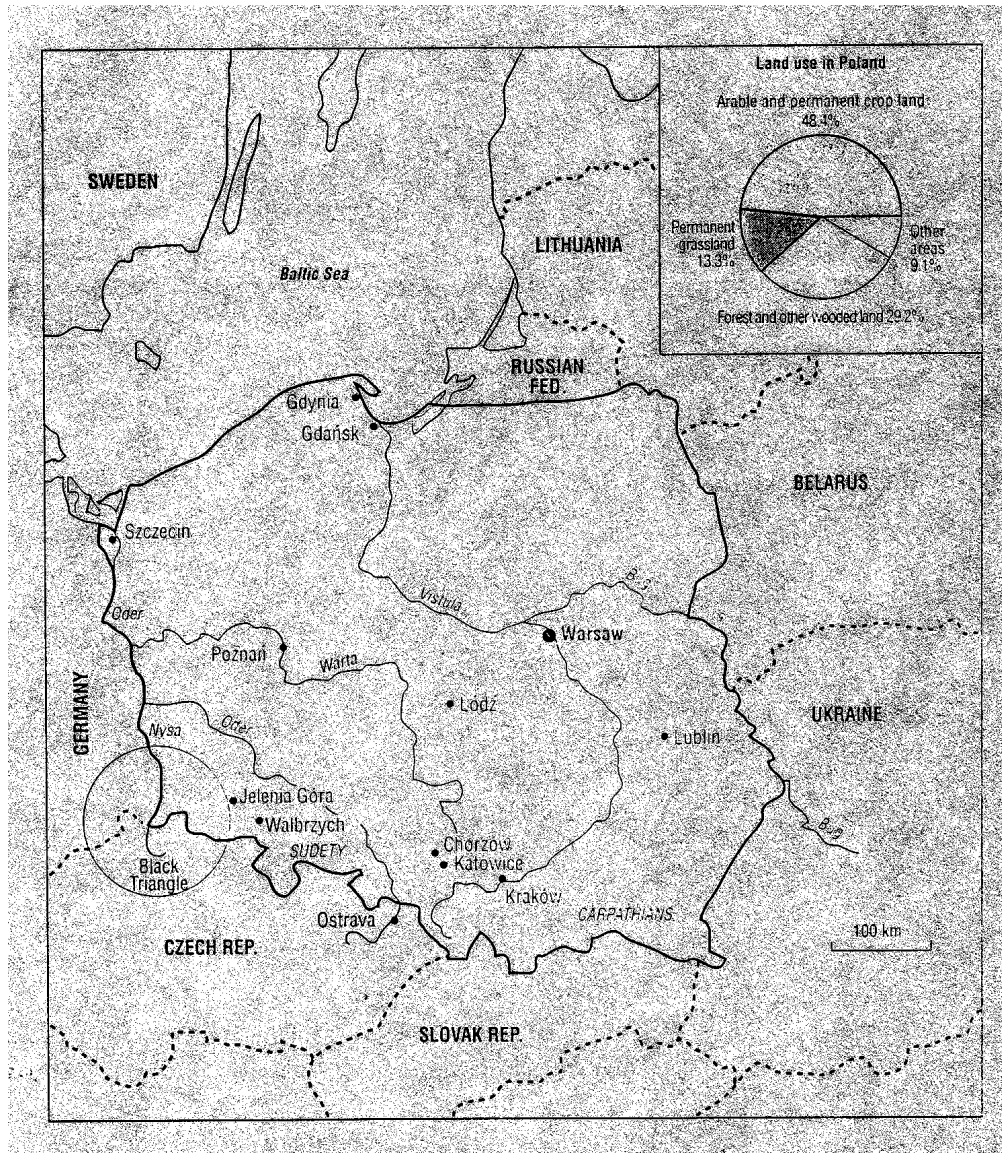 Land use in Poland
Arable and permanent crop land
48.4%
Permanent
grassland
13.3%
Other
areas
9.1%
Forest and other wooded land 29.2%
SWEDEN
Baltic Sea
LITHUANIA
RUSSIAN
FED.
Gdynia
Gdańsk
BELARUS
Szczecin
Oder
Vistula
Warsaw
Poznań
Warta
GERMANY
Łódź
UKRAINE
Lublin
Nysa
Oder
Jelenia Góra
Walbrzych
SUDETY
Black
Triangle
Chorzów
Katowice
Kraków
Bug
Ostrava
CARPATHIANS
CZECH REP.
100 km
SLOVAK REP.